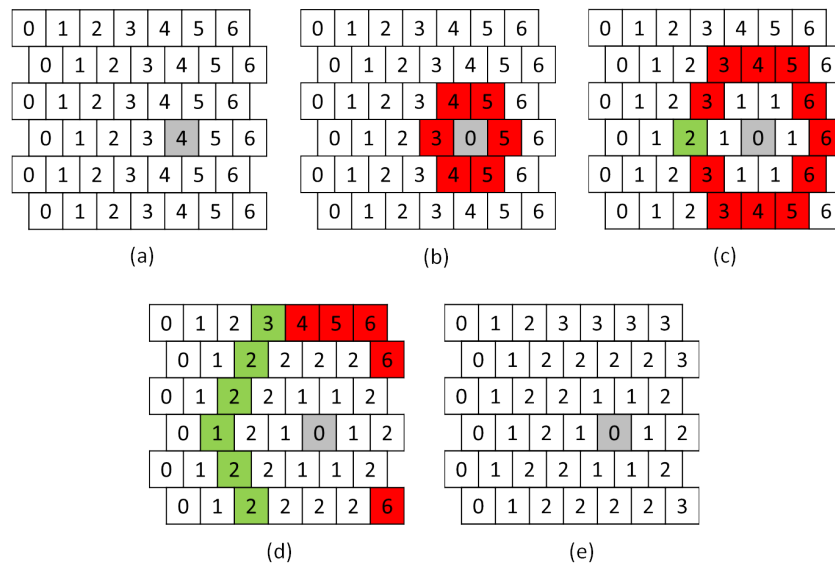 0 1 2 3 4 5 6 0 1 2 3 4 5 6 0 1 2 3 4 5 6
0 1 2 3 4 5 6 0 1 2 3 4 5 6 0 1 2 3 4 5 6
0 1 2 3 4 5 6 0 1 2 3 4 5 6 0 1 2 3 1 1 6
0 1 2 3 4 5 6 0 1 2 3 0 5 6 0 1 2 1 0 1 6
0 1 2 3 4 5 6 0 1 2 3 4 5 6 0 1 2 3 1 1 6
0 1 2 3 4 5 6 0 1 2 3 4 5 6 0 1 2 3 4 5 6
(a) (b) (c)
0 1 2 3 4 5 6 0 1 2 3 3 3 3
0 1 2 2 2 2 6 0 1 2 2 2 2 3
0 1 2 2 1 1 2 0 1 2 2 1 1 2
0 1 2 1 0 1 2 0 1 2 1 0 1 2
0 1 2 2 1 1 2 0 1 2 2 1 1 2
0 1 2 2 2 2 6 0 1 2 2 2 2 3
(d) (e)